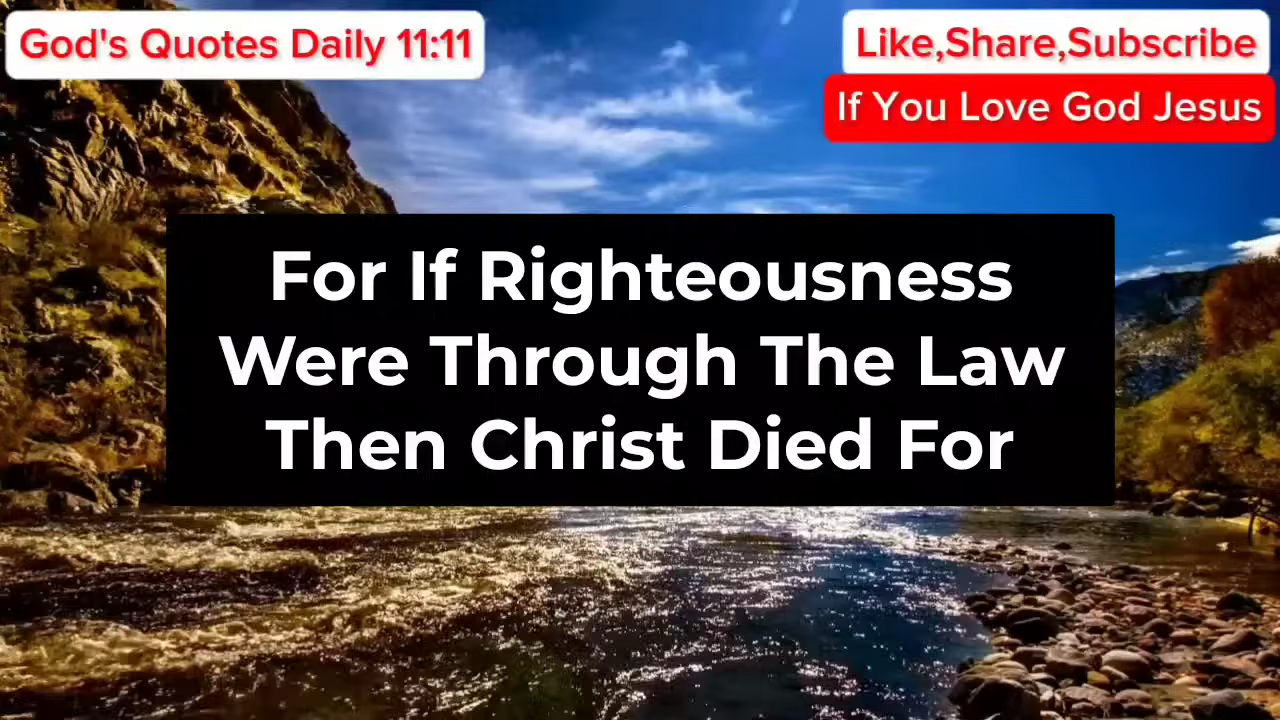 God's Quotes Daily 11:11
Like,Share,Subscribe
If You Love God Jesus
For If Righteousness
Were Through The Law
Then Christ Died For